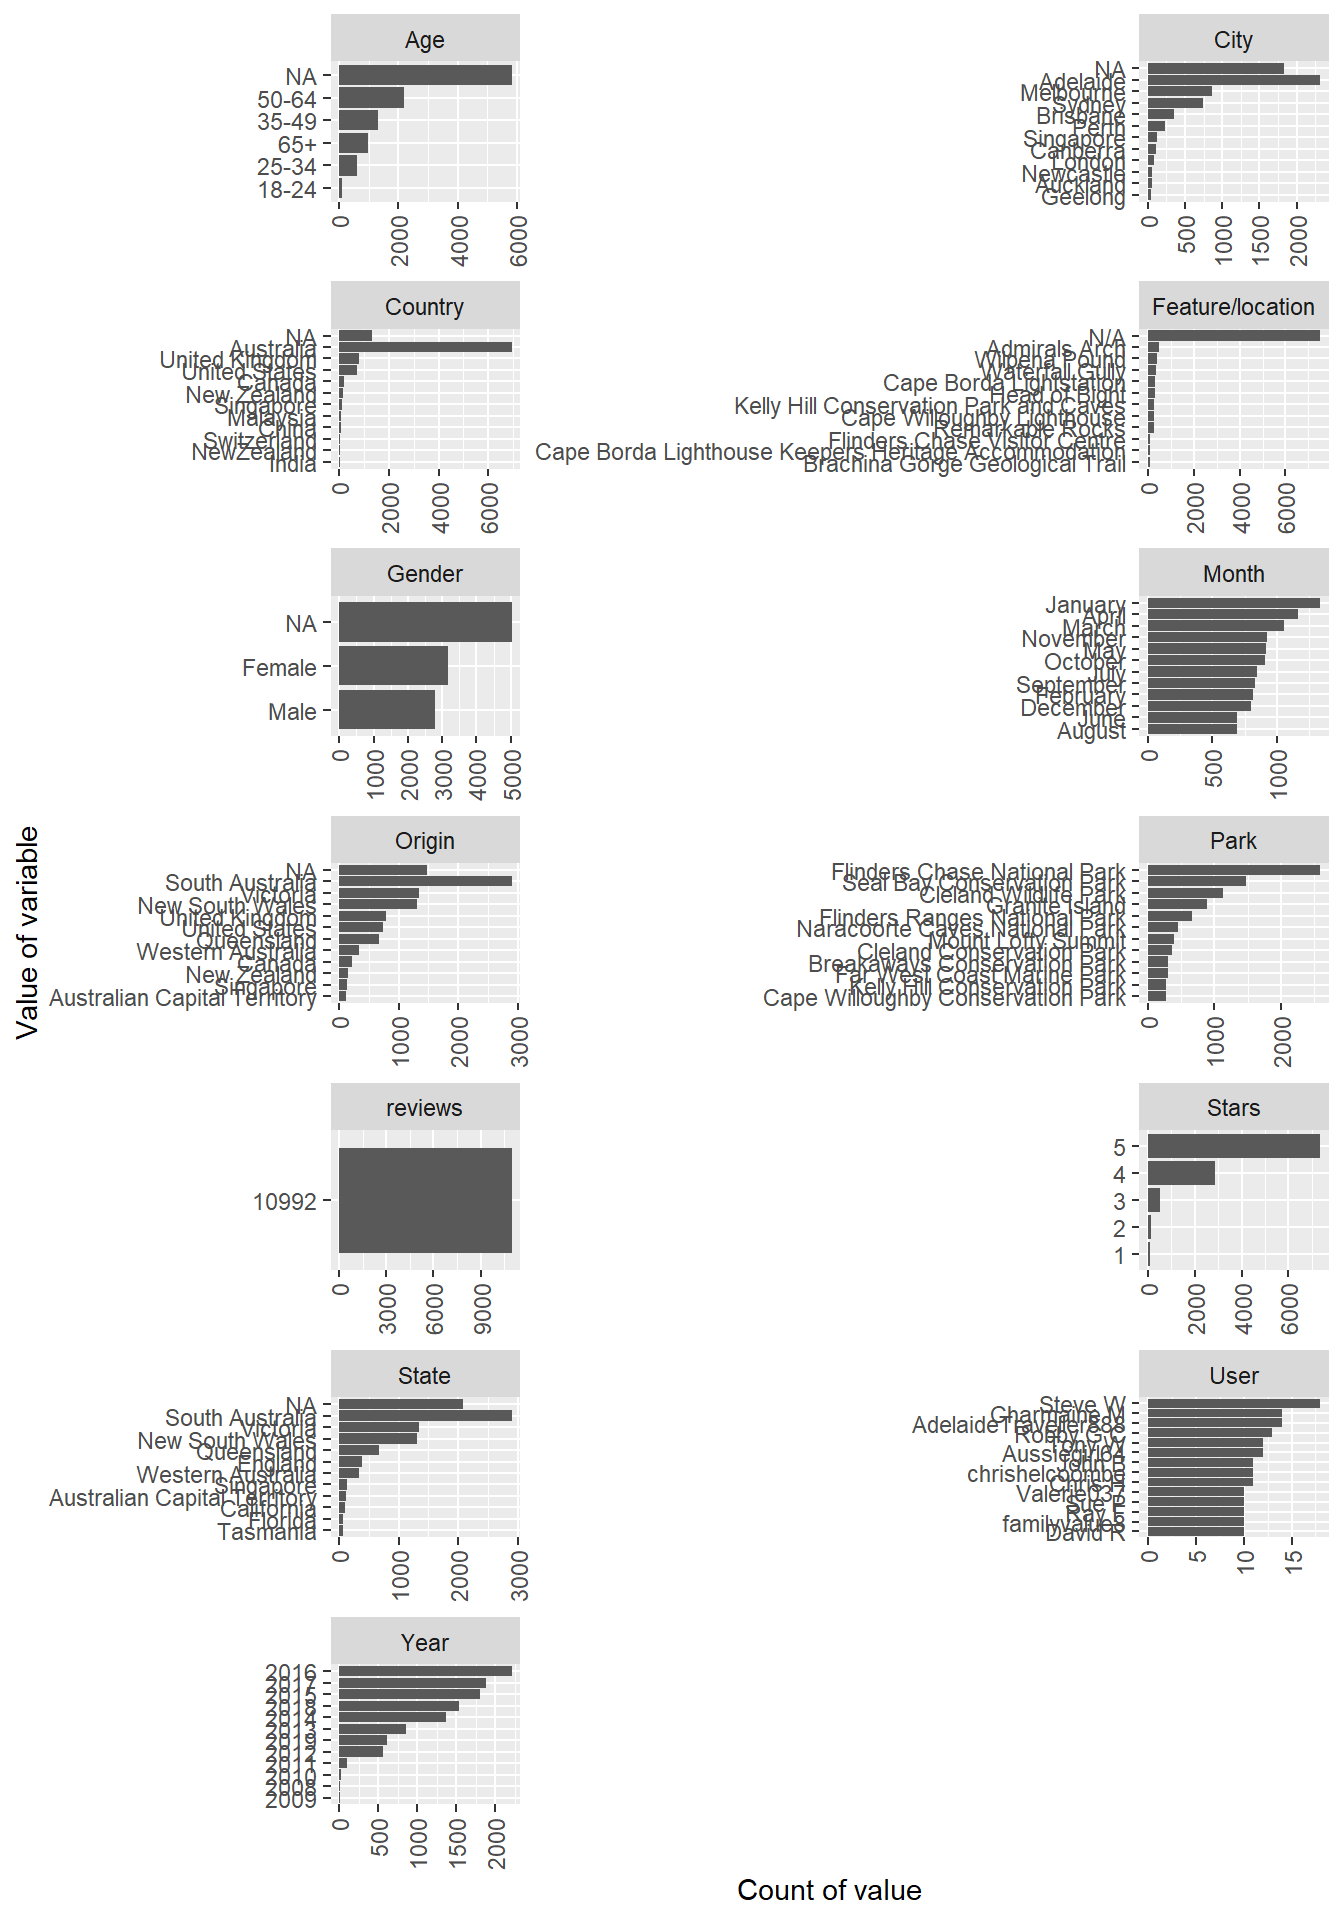 Age
NA
50-64
35-49
65+
25-34
18-24
0
2000
4000
6000
City
NA
Adelaide
Melbourne
Sydney
Brisbane
Perth
Singapore
Canberra
London
Newcastle
Auckland
Geelong
0
500
1000
1500
2000
Country
NA
Australia
United Kingdom
United States
Canada
New Zealand
Singapore
Malaysia
China
Switzerland
NewZealand
India
0
2000
4000
6000
Feature/location
N/A
Admirals Arch
Wilpena Pound
Waterfall Gully
Cape Borda Lightstation
Head of Bight
Kelly Hill Conservation Park and Caves
Cape Willoughby Lighthouse
Remarkable Rocks
Flinders Chase Visitor Centre
Cape Borda Lighthouse Keepers Heritage Accommodation
Brachina Gorge Geological Trail
0
2000
4000
6000
Gender
NA
Female
Male
0
1000
2000
3000
4000
5000
Month
January
April
March
November
May
October
July
September
February
December
June
August
0
500
1000
Value of variable
Origin
NA
South Australia
Victoria
New South Wales
United Kingdom
United States
Queensland
Western Australia
Canada
New Zealand
Singapore
Australian Capital Territory
0
1000
2000
3000
Park
Flinders Chase National Park
Seal Bay Conservation Park
Cleland Wildlife Park
Granite Island
Flinders Ranges National Park
Naracoorte Caves National Park
Mount Lofty Summit
Cleland Conservation Park
Breakaways Conservation Park
Far West Coast Marine Park
Kelly Hill Conservation Park
Cape Willoughby Conservation Park
0
1000
2000
reviews
10992
0
3000
6000
9000
Stars
5
4
3
2
1
0
2000
4000
6000
State
NA
South Australia
Victoria
New South Wales
Queensland
England
Western Australia
Singapore
Australian Capital Territory
California
Florida
Tasmania
0
1000
2000
3000
User
Steve W
Charmaine M
AdelaideTraveller888
Robby G C
Tony W
Aussiegirl64
John B
chrishelcoombe
Chris H
Valerie037
Sue E
Ray F
familyvalues
David R
0
5
10
15
Year
2016
2017
2015
2018
2014
2013
2019
2012
2011
2010
2008
2009
0
500
1000
1500
2000
Count of value